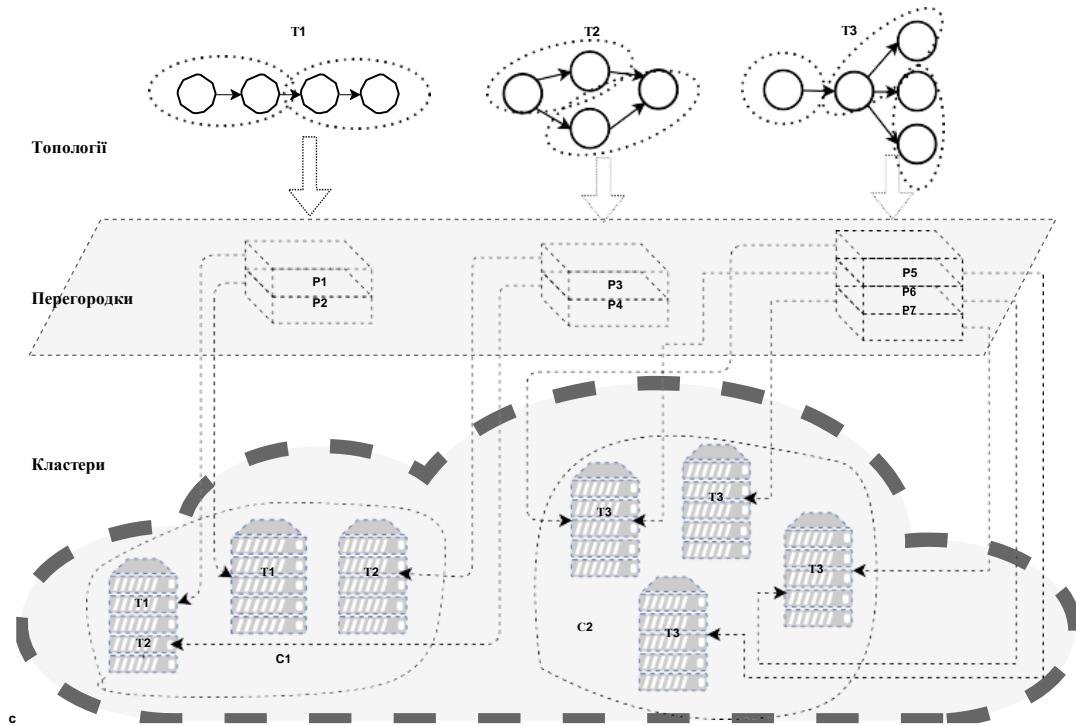 T1
T2
T3
Топології
P1
P2
P3
P4
P5
P6
P7
Перегородки
Кластери
T3
T3
T1
T2
T3
T1
T2
T3
C2
C1
c